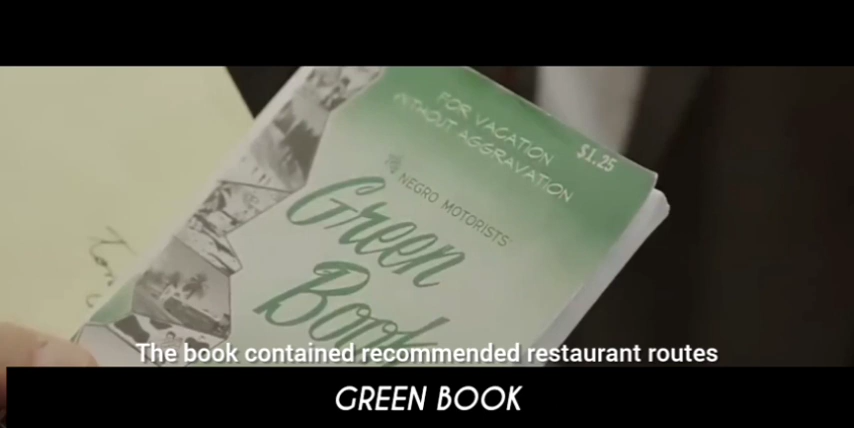 FOR VACATION
WITHOUT AGGRAVATION
$1.25
NEGRO MOTORISTS
Green
Book
The book contained recommended restaurant routes
GREEN BOOK